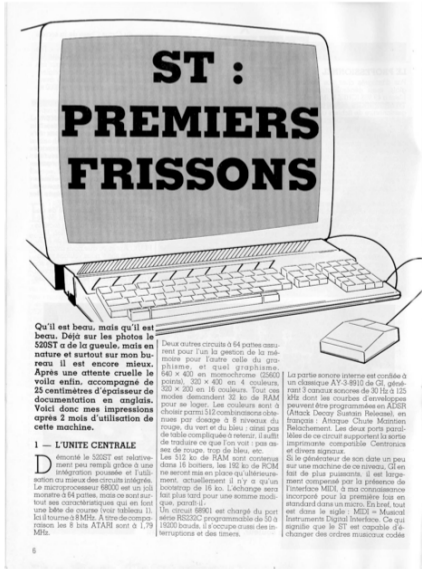 ST :
PREMIERS
FRISSONS
Qu'il est beau, mais qu'il est
beau. Déjà sur les photos le
520ST a de la gueule, mais en
nature et surtout sur mon bu-
reau il est encore mieux.
Après une attente cruelle le
voila enfin, accompagné de
25 centimètres d'épaisseur de
documentation en anglais.
Voici donc mes impressions
après 2 mois d'utilisation de
cette machine.
1 — L'UNITE CENTRALE
Démonté le 520ST est relative-
ment peu rempli grâce à une
intégration poussée et l'utili-
sation au mieux des circuits intégrés.
Le microprocesseur 68000 est un joli
monstre à 64 pattes, mais ce sont sur-
tout ses caractéristiques qui en font
une bête de course (voir tableau 1).
Ici il tourne à 8 MHz. A titre de compa-
raison les 8 bits ATARI sont à 1,79
MHz.
Deux autres circuits à 64 pattes assu-
rent pour l'un la gestion de la mé-
moire pour l'autre celle du gra-
phisme, et quel graphisme,
640 × 400 en momochrome (25600
points), 320 × 400 en 4 couleurs,
320 × 200 en 16 couleurs. Tout ces
modes demandent 32 ko de RAM
pour se loger. Les couleurs sont à
choisir parmi 512 combinaisons obte-
nues par dosage à 8 niveaux du
rouge, du vert et du bleu : ainsi pas
de table compliquée à retenir, il suffit
de traduire ce que l'on voit : pas as-
sez de rouge, trop de bleu, etc.
Les 512 ko de RAM sont contenus
dans 16 boitiers, les 192 ko de ROM
ne seront mis en place qu'ultérieure-
ment, actuellement il n'y a qu'un
bootstrap de 16 ko. L'échange sera
fait plus tard pour une somme modi-
que, paraît-il.
Un circuit 68901 est chargé du port
série RS232C programmable de 50 à
19200 bauds, il s'occupe aussi des in-
terruptions et des timers.
La partie sonore interne est confiée à
un classique AY-3-8910 de GI, géné-
rant 3 canaux sonores de 30 Hz à 125
kHz dont les courbes d'enveloppes
peuvent être programmées en ADSR
(Attack Decay Sustain Release), en
français : Attaque Chute Maintien
Relachement. Les deux ports paral-
lèles de ce circuit supportent la sortie
imprimante compatible Centronics
et divers signaux.
Si le générateur de son date un peu
sur une machine de ce niveau, GI en
fait de plus puissants, il est large-
ment compensé par la présence de
l'interface MIDI, à ma connaissance
incorporé pour la première fois en
standard dans un micro. En bref, tout
est dans le sigle : MIDI = Musical
Instruments Digital Interface. Ce qui
signifie que le ST est capable d'é-
changer des ordres musicaux codés
6